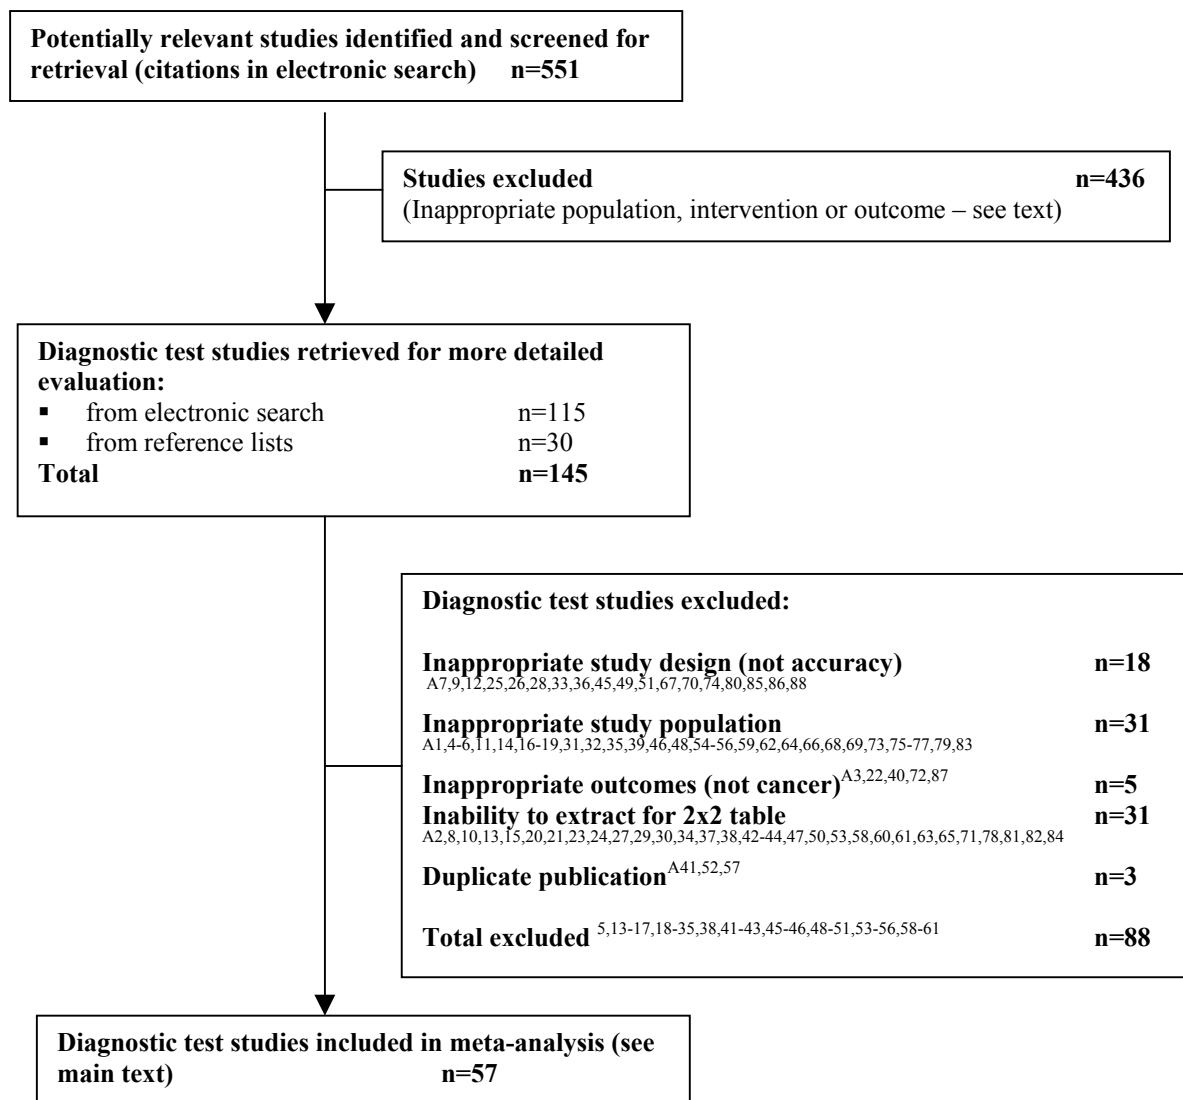 Potentially relevant studies identified and screened for
retrieval (citations in electronic search) n=551
Studies excluded n=436
(Inappropriate population, intervention or outcome – see text)
Diagnostic test studies retrieved for more detailed
evaluation:
▪ from electronic search n=115
▪ from reference lists n=30
Total n=145
Diagnostic test studies excluded:
Inappropriate study design (not accuracy) n=18
A7,9,12,25,26,28,33,36,45,49,51,67,70,74,80,85,86,88
Inappropriate study population n=31
A1,4-6,11,14,16-19,31,32,35,39,46,48,54-56,59,62,64,66,68,69,73,75-77,79,83
Inappropriate outcomes (not cancer)A3,22,40,72,87 n=5
Inability to extract for 2x2 table n=31
A2,8,10,13,15,20,21,23,24,27,29,30,34,37,38,42-44,47,50,53,58,60,61,63,65,71,78,81,82,84
Duplicate publicationA41,52,57 n=3
Total excluded 5,13-17,18-35,38,41-43,45-46,48-51,53-56,58-61 n=88
Diagnostic test studies included in meta-analysis (see
main text) n=57